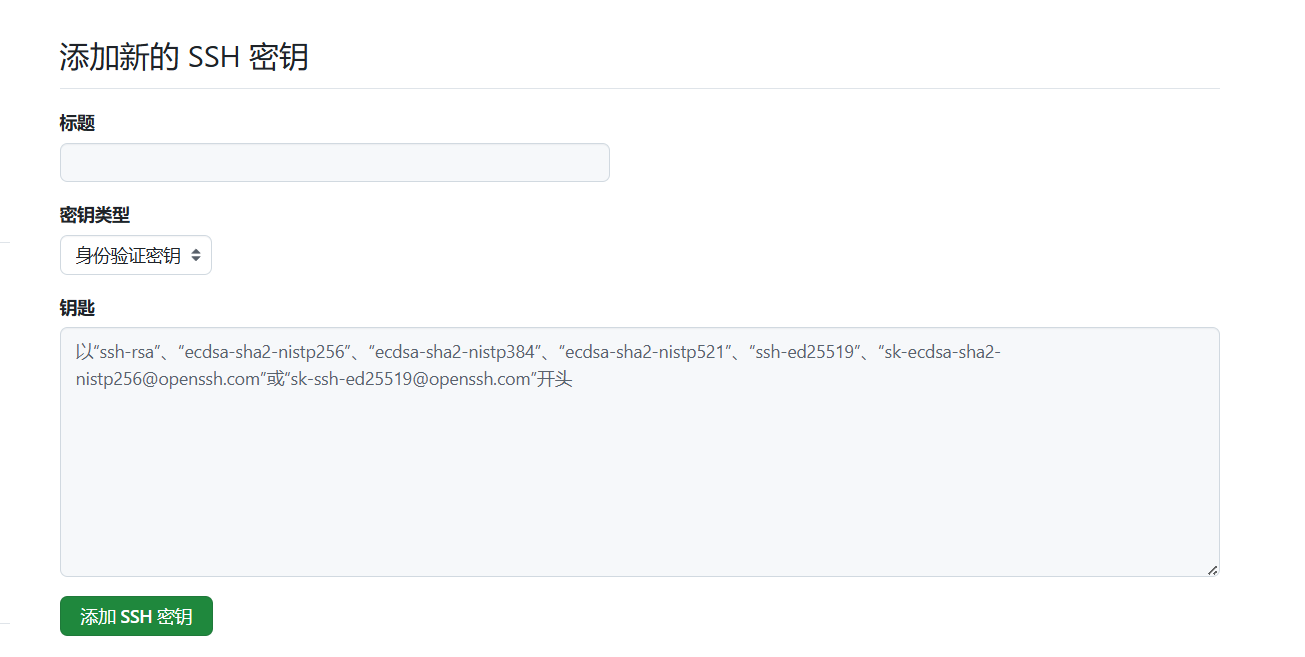 添加新的 SSH 密钥
标题
密钥类型
身份验证密钥
钥匙
以“ssh-rsa”、“ecdsa-sha2-nistp256”、“ecdsa-sha2-nistp384”、“ecdsa-sha2-nistp521”、“ssh-ed25519”、“sk-ecdsa-sha2-
nistp256@openssh.com”或“sk-ssh-ed25519@openssh.com”开头
添加 SSH 密钥